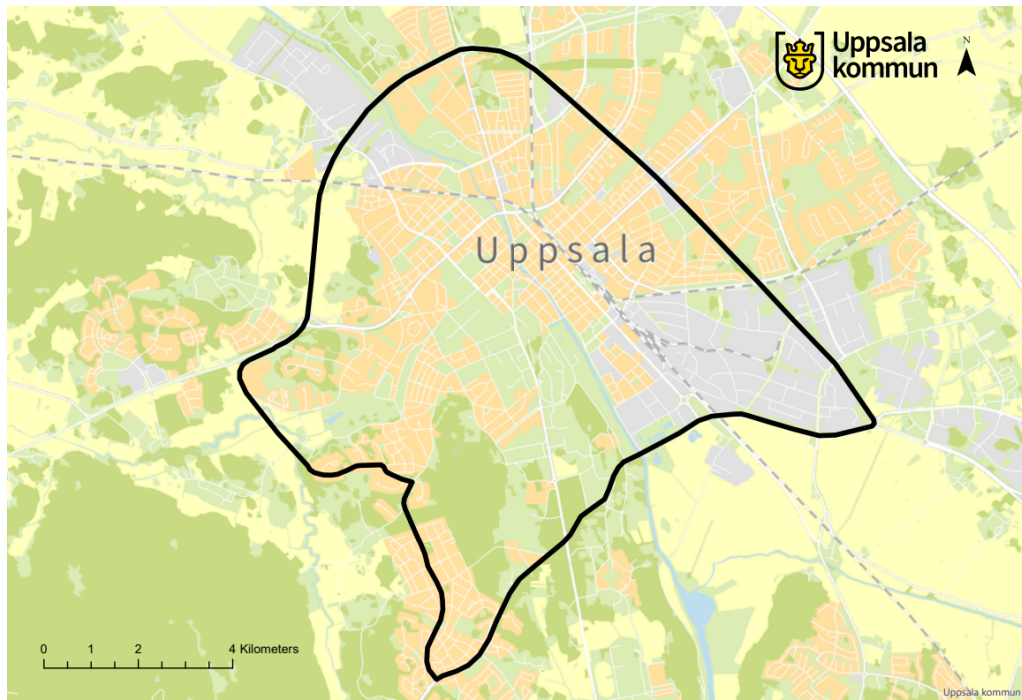 Uppsala
kommun
N
Uppsala
0 1 2 4 Kilometers
Uppsala kommun